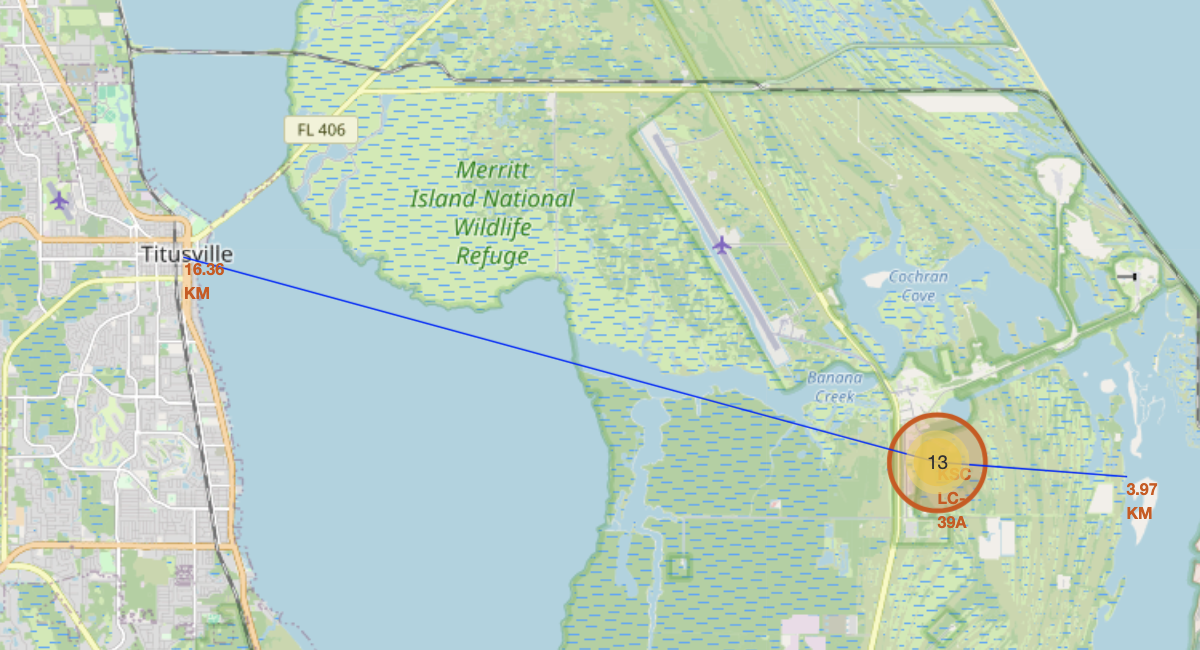 FL 406
Merritt
Island National
Wildlife
Refuge
Titusville
16.36
KM
Cochran
Cove
Banana
Creek
13
KSC
LC-
39A
3.97
KM